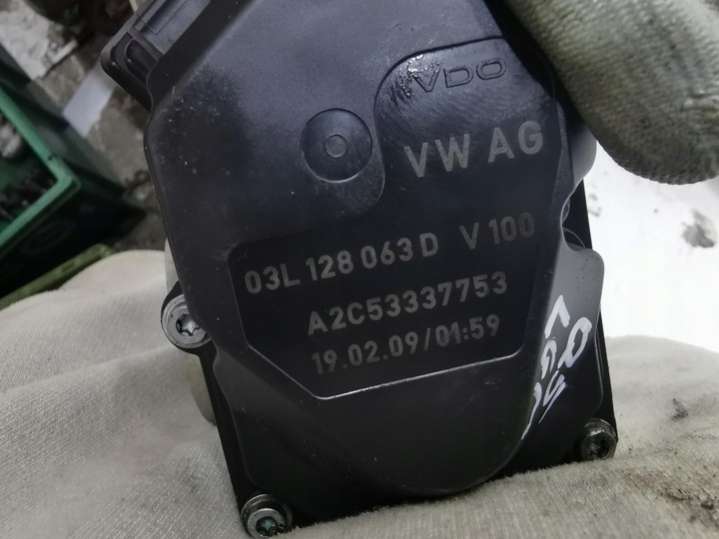 VDO
VW AG
03L 128 063 D V 100
A2C53337753
19.02.09/01:59